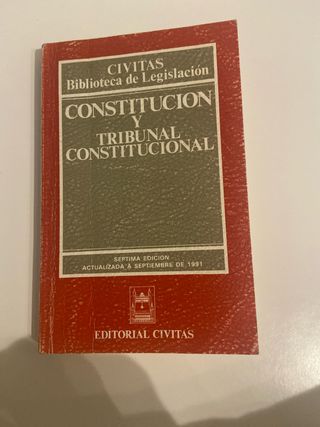 CIVITAS
Biblioteca de Legislación
CONSTITUCION
Y
TRIBUNAL
CONSTITUCIONAL
SEPTIMA EDICION
ACTUALIZADA A SEPTIEMBRE DE 1991
EDITORIAL CIVITAS